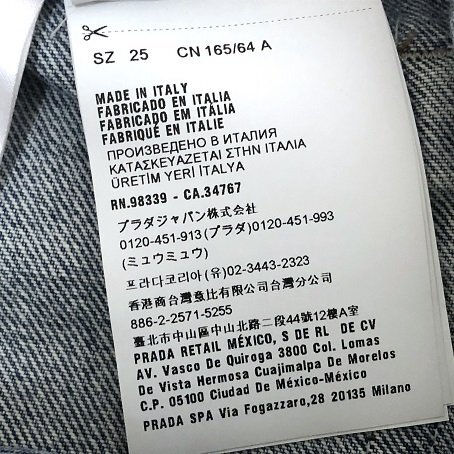 SZ 25 CN 165/64 A
MADE IN ITALY
FABRICADO EN ITALIA
FABRICADO EM ITÁLIA
FABRIQUÉ EN ITALIE
ПРОИЗВЕДЕНО В ИТАЛИЯ
ΚΑΤΑΣΚΕΥΑΖΕΤΑΙ ΣΤΗΝ ΙΤΑΛΙΑ
ÜRETİM YERİ İTALYA
RN.98339 - CA.34767
プラダジャパン株式会社
0120-451-913(プラダ)0120-451-993
(ミュウミュウ)
프라다코리아(유)02-3443-2323
香港商台灣意比有限公司台灣分公司
886-2-2571-5255
臺北市中山區中山北路二段44號12樓A室
PRADA RETAIL MÉXICO, S DE RL DE CV
AV. Vasco De Quiroga 3800 Col. Lomas
De Vista Hermosa Cuajimalpa De Morelos
C.P. 05100 Ciudad De México-México
PRADA SPA Via Fogazzaro,28 20135 Milano